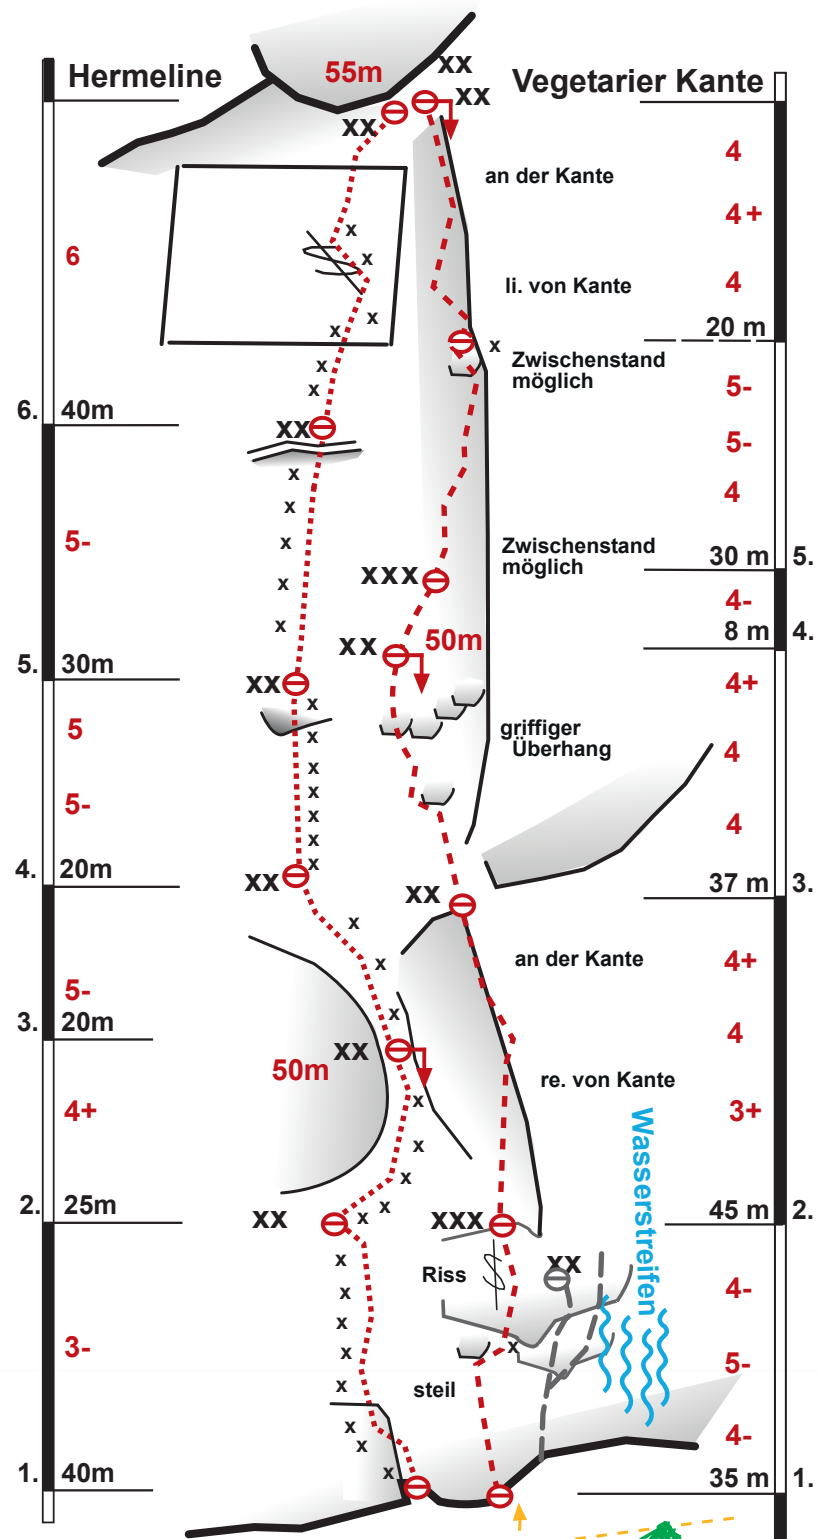 Hermeline
55m
XX
Vegetarier Kante
XX
XX
4
an der Kante
4+
x
6
x
li. von Kante
4
x
20 m
x
x
Zwischenstand
möglich
x
5-
x
6.
40m
XX
5-
x
4
x
5-
x
Zwischenstand
möglich
30 m
5.
x
XXX
4-
x
8 m
4.
XX
50m
5.
30m
XX
4+
x
5
x
griffiger
Überhang
4
x
5-
x
x
4
x
4.
20m
x
XX
37 m
3.
XX
x
an der Kante
4+
x
5-
3.
20m
x
4
XX
50m
re. von Kante
4+
x
3+
x
Wasserstreifen
x
2.
25m
XX
x
x
XXX
45 m
2.
x
Riss
XX
4-
x
x
3-
x
x
5-
x
steil
x
4-
x
1.
40m
x
35 m
1.